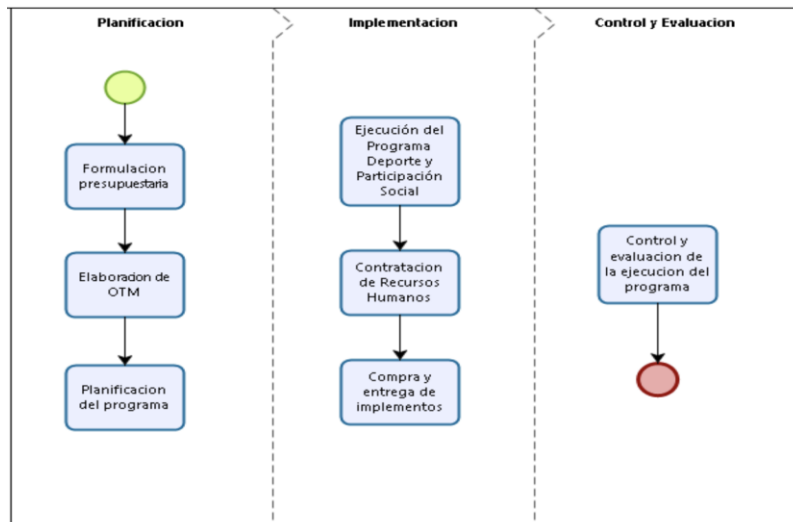 Planificacion
Implementacion
Control y Evaluacion
Formulacion
presupuestaria
Elaboracion de
OTM
Planificacion
del programa
Ejecución del
Programa
Deporte y
Participación
Social
Contratacion
de Recursos
Humanos
Compra y
entrega de
implementos
Control y
evaluacion de
la ejecucion del
programa